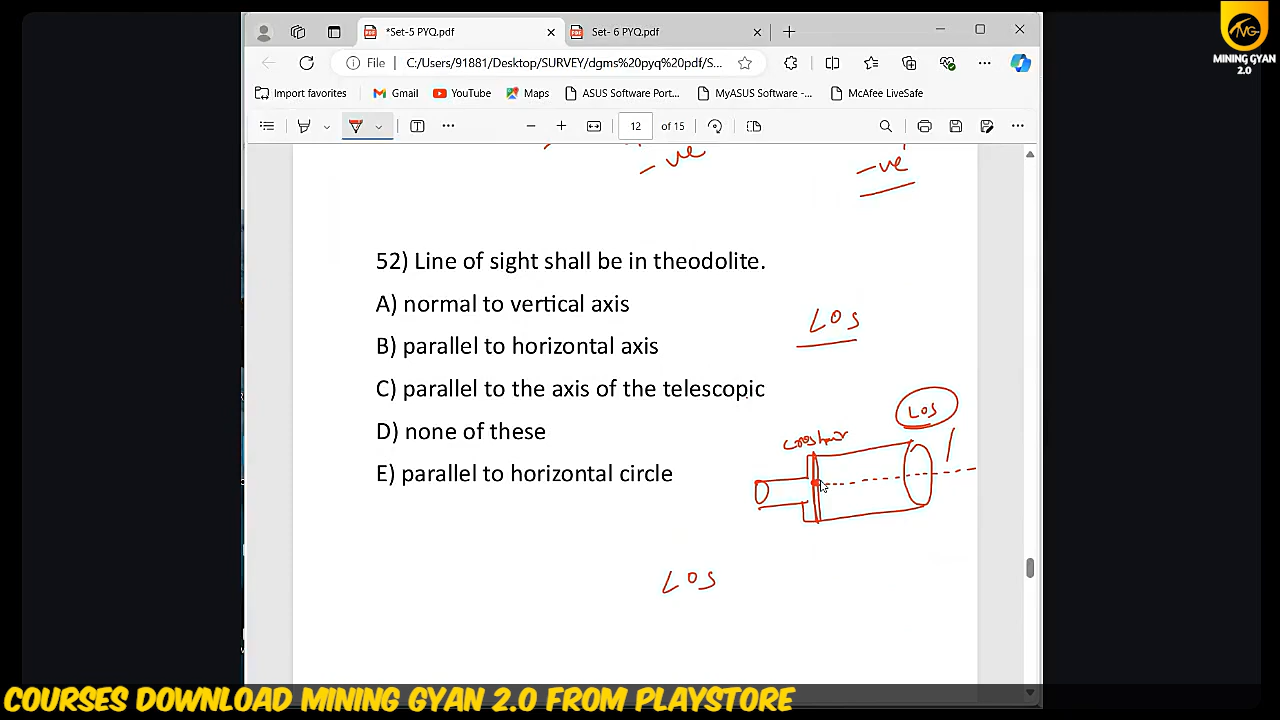 *Set-5 PYQ.pdf
Set- 6 PYQ.pdf
File
C:/Users/91881/Desktop/SURVEY/dgms%20pyq%20pdf/S...
Import favorites
Gmail
YouTube
Maps
ASUS Software Port...
MyASUS Software -...
McAfee LiveSafe
12 of 15
MINING GYAN
2.0
-ve
-ve
52) Line of sight shall be in theodolite.
A) normal to vertical axis
B) parallel to horizontal axis
C) parallel to the axis of the telescopic
D) none of these
E) parallel to horizontal circle
LOS
LOS
LOS
COURSES DOWNLOAD MINING GYAN 2.0 FROM PLAYSTORE